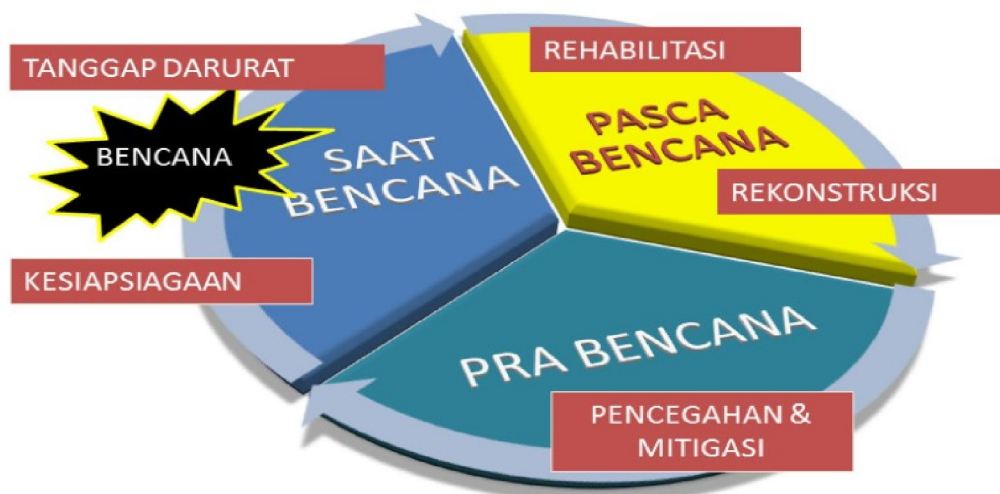 TANGGAP DARURAT
BENCANA
SAAT
BENCANA
KESIAPSIAGAAN
REHABILITASI
PASCA
BENCANA
REKONSTRUKSI
PRA BENCANA
PENCEGAHAN &
MITIGASI